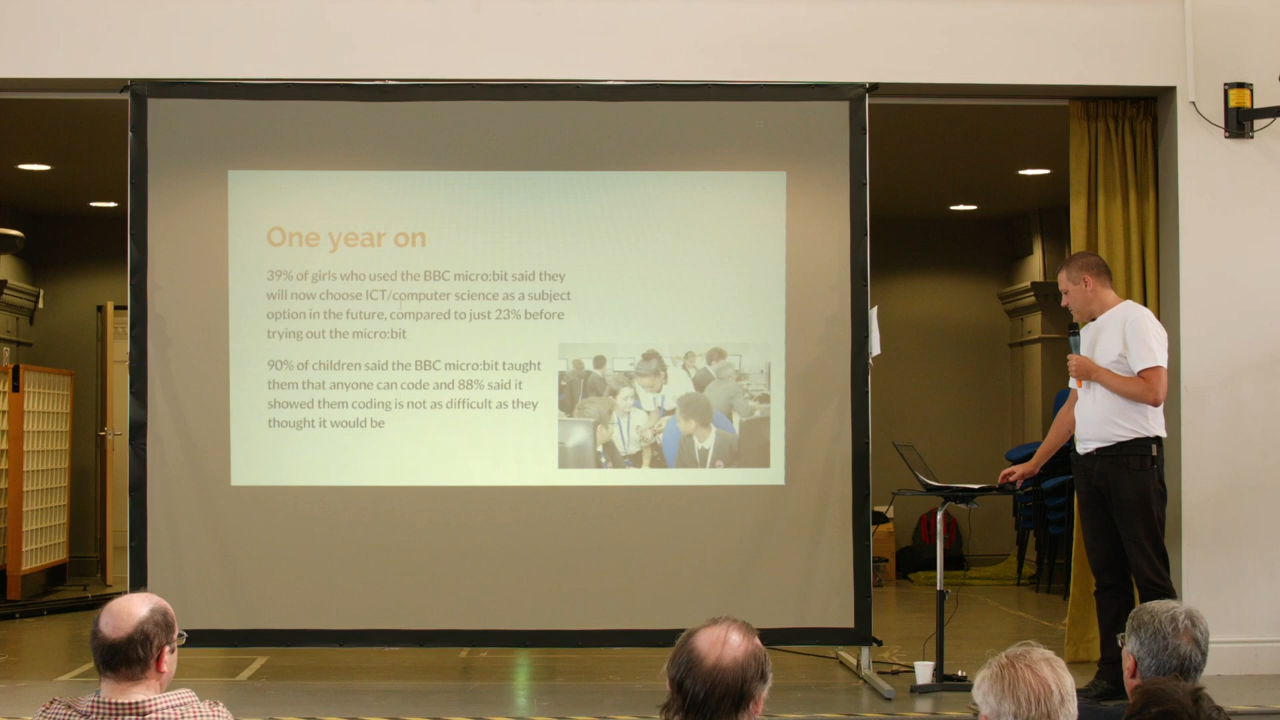 One year on
39% of girls who used the BBC micro:bit said they
will now choose ICT/computer science as a subject
option in the future, compared to just 23% before
trying out the micro:bit
90% of children said the BBC micro:bit taught
them that anyone can code and 88% said it
showed them coding is not as difficult as they
thought it would be